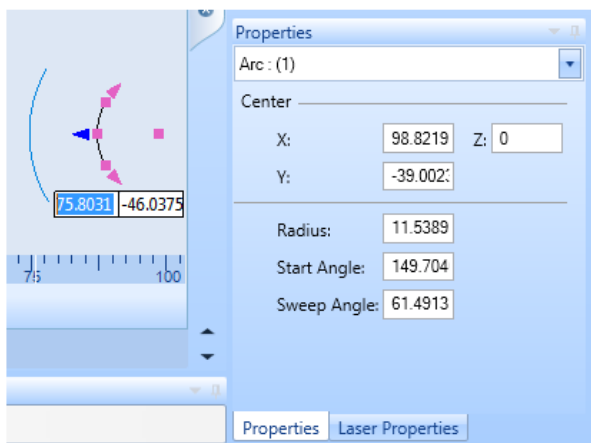 Properties
Arc : (1)
Center
X: 98.8219 Z: 0
Y: -39.002
75.8031 -46.0375
Radius: 11.5389
75 100
Start Angle: 149.704
Sweep Angle: 61.4913
Properties Laser Properties